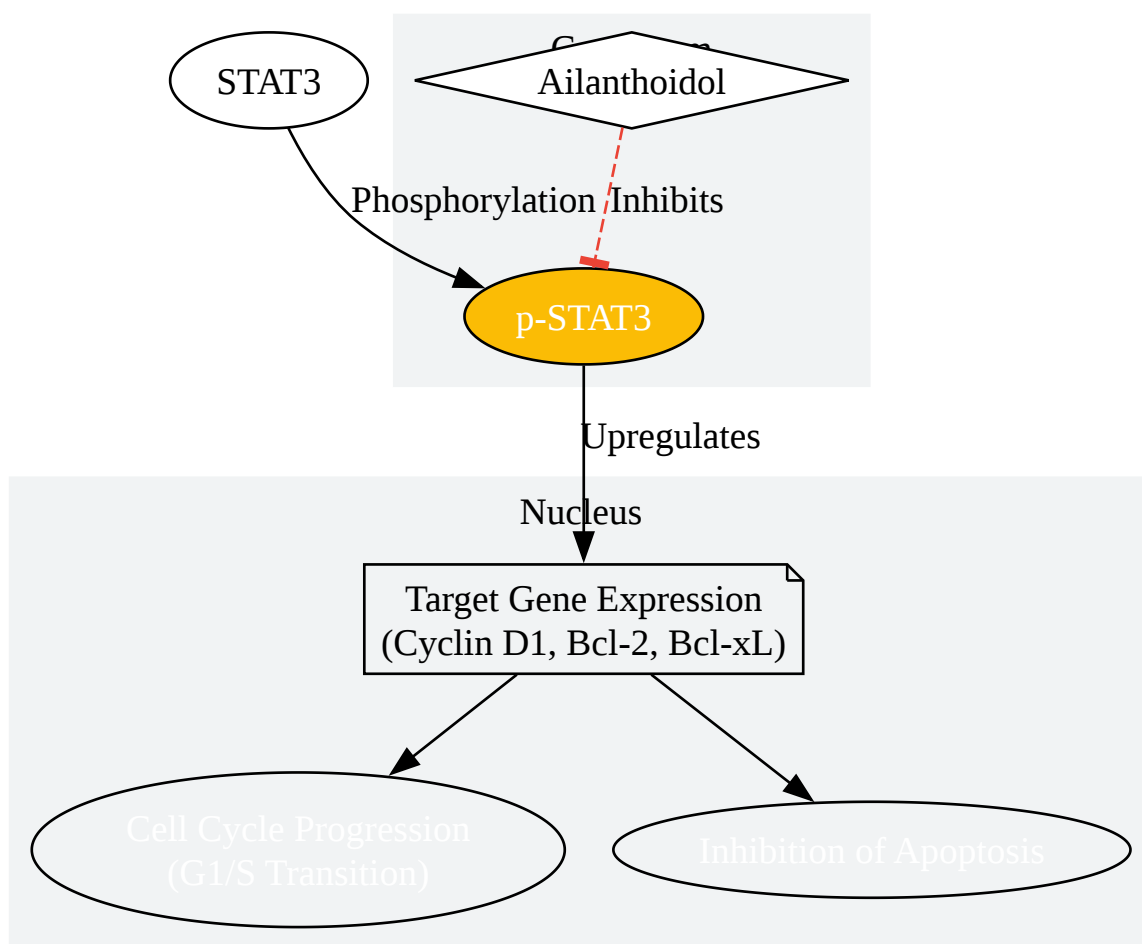 STAT3
Ailanthoidol
Phosphorylation
Inhibits
p-STAT3
Upregulates
Nucleus
Target Gene Expression
(Cyclin D1, Bcl-2, Bcl-xL)
Cell Cycle Progression
(G1/S Transition)
Inhibition of Apoptosis